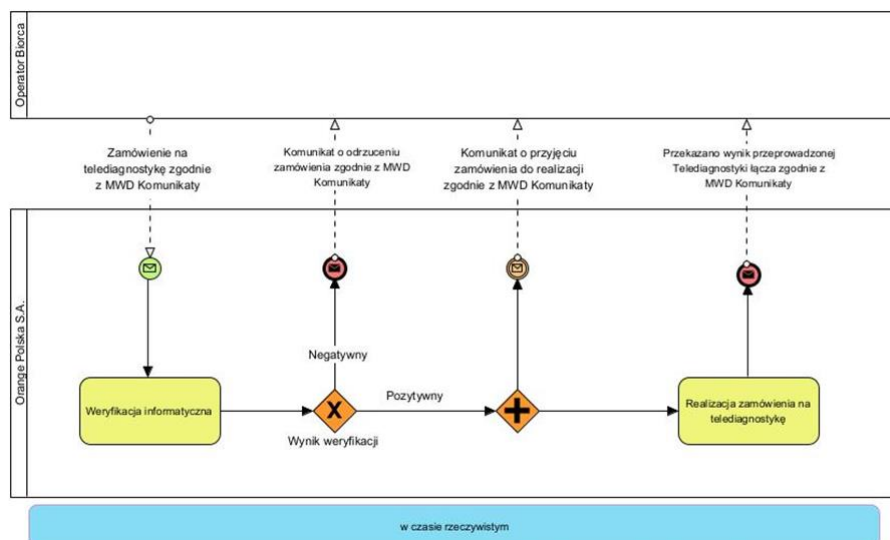 Operator Biorca
Zamówienie na
telediagnostykę zgodnie
z MWD Komunikaty
Komunikat o odrzuceniu
zamówienia zgodnie z MWD
Komunikaty
Komunikat o przyjęciu
zamówienia do realizacji
zgodnie z MWD Komunikaty
Przekazano wynik przeprowadzonej
Telediagnostyki łącza zgodnie z
MWD Komunikaty
Orange Polska S.A.
Negatywny
Pozytywny
Weryfikacja informatyczna
X
Wynik weryfikacji
Realizacja zamówienia na
telediagnostykę
w czasie rzeczywistym